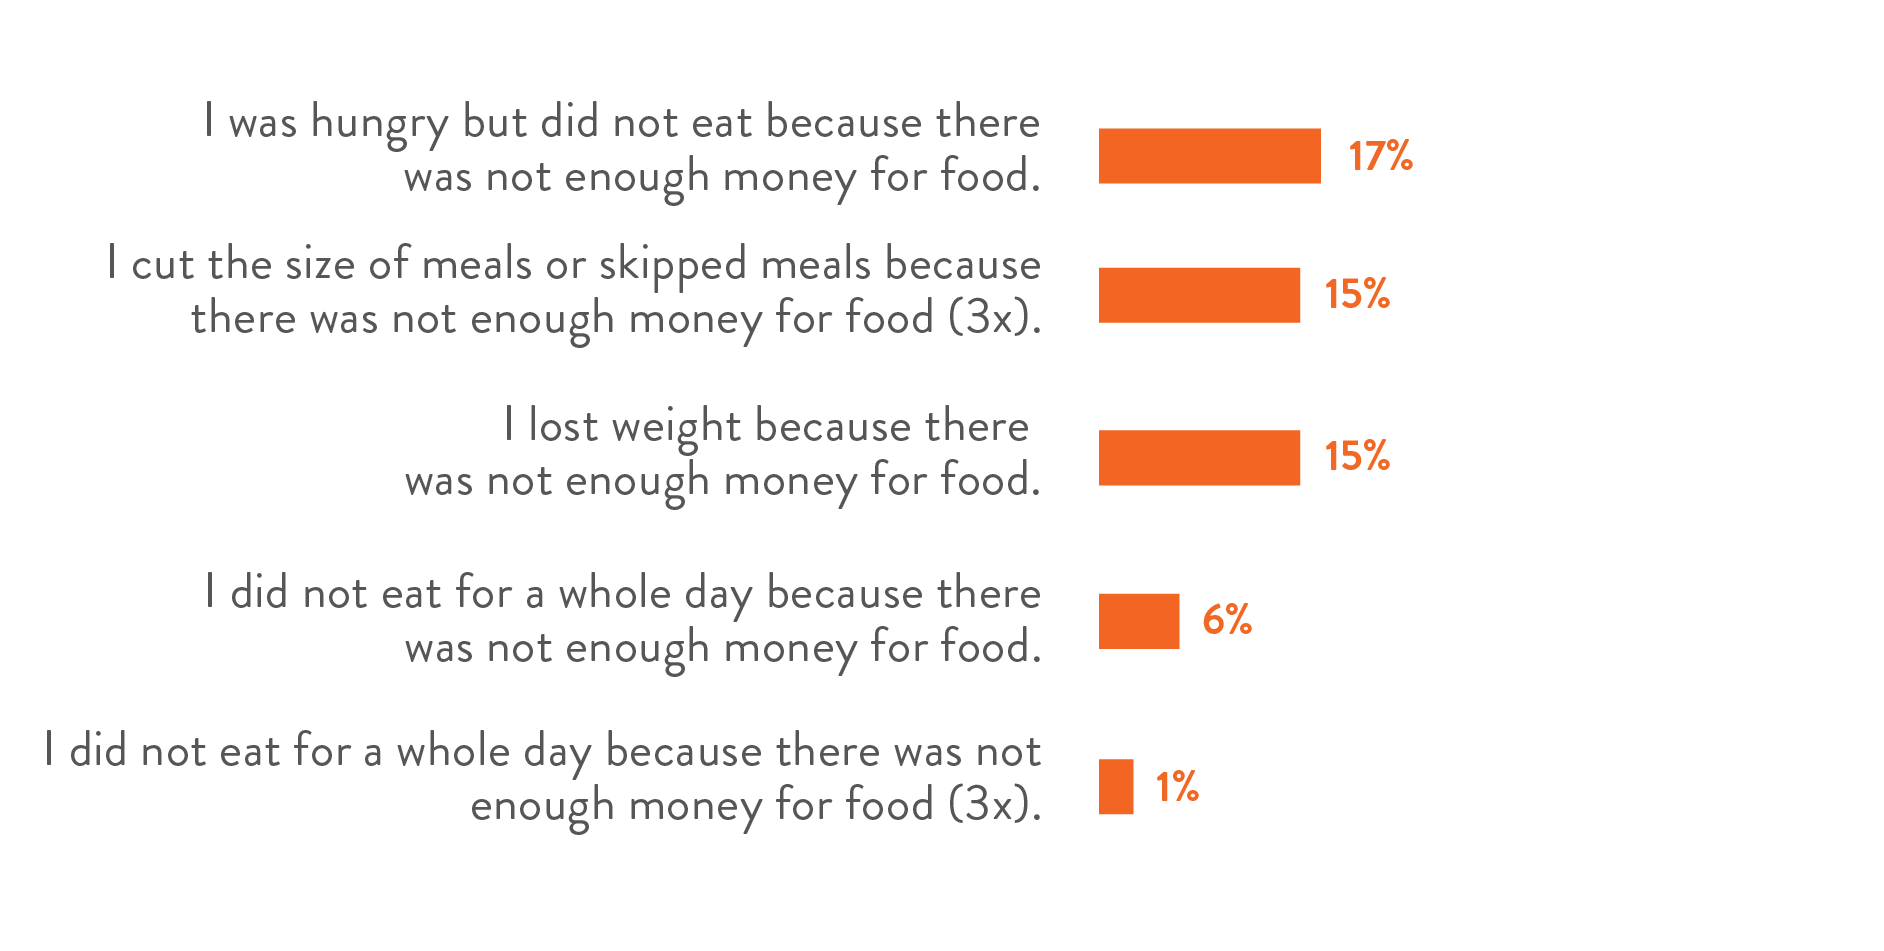 I was hungry but did not eat because there
was not enough money for food.
17%
I cut the size of meals or skipped meals because
there was not enough money for food (3x).
15%
I lost weight because there
was not enough money for food.
15%
I did not eat for a whole day because there
was not enough money for food.
6%
I did not eat for a whole day because there was not
enough money for food (3x).
1%